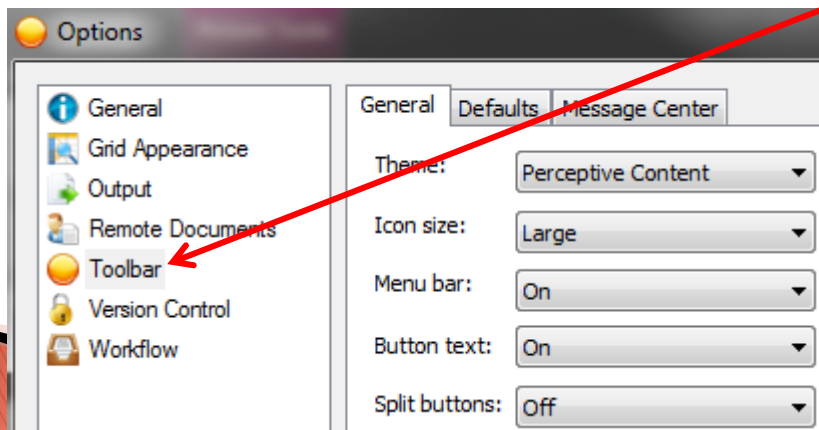 Options
General
Grid Appearance
Output
Remote Documents
Toolbar
Version Control
Workflow
General Defaults Message Center
Theme: Perceptive Content
Icon size: Large
Menu bar: On
Button text: On
Split buttons: Off